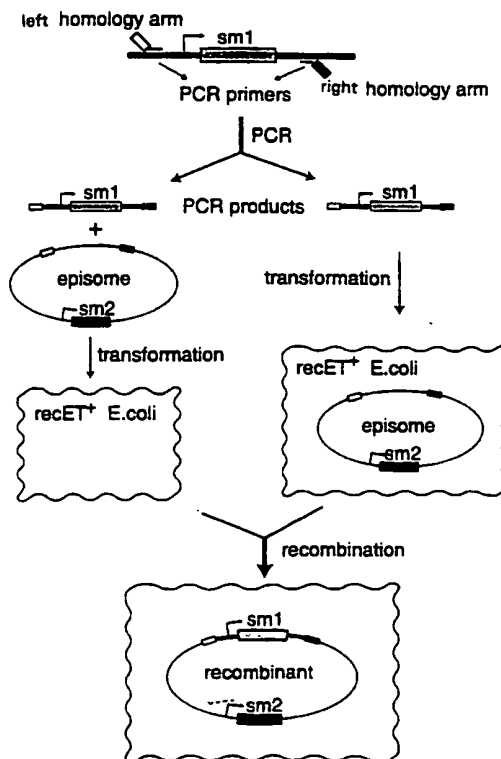 left homology arm
sm1
right homology arm
PCR primers
PCR
sm1
PCR products
sm1
+
episome
sm2
transformation
transformation
recET+ E.coli
recET+ E.coli
episome
sm2
recombination
sm1
recombinant
sm2